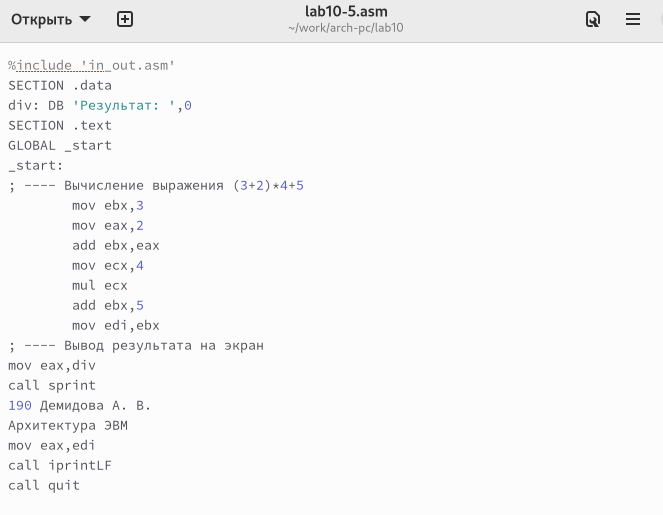 Открыть
lab10-5.asm
~/work/arch-pc/lab10
%include 'in_out.asm'
SECTION .data
div: DB 'Результат: ',0
SECTION .text
GLOBAL _start
_start:
; ---- Вычисление выражения (3+2)*4+5
mov ebx,3
mov eax,2
add ebx,eax
mov ecx,4
mul ecx
add ebx,5
mov edi,ebx
; ---- Вывод результата на экран
mov eax,div
call sprint
190 Демидова А. В.
Архитектура ЭВМ
mov eax,edi
call iprintLF
call quit